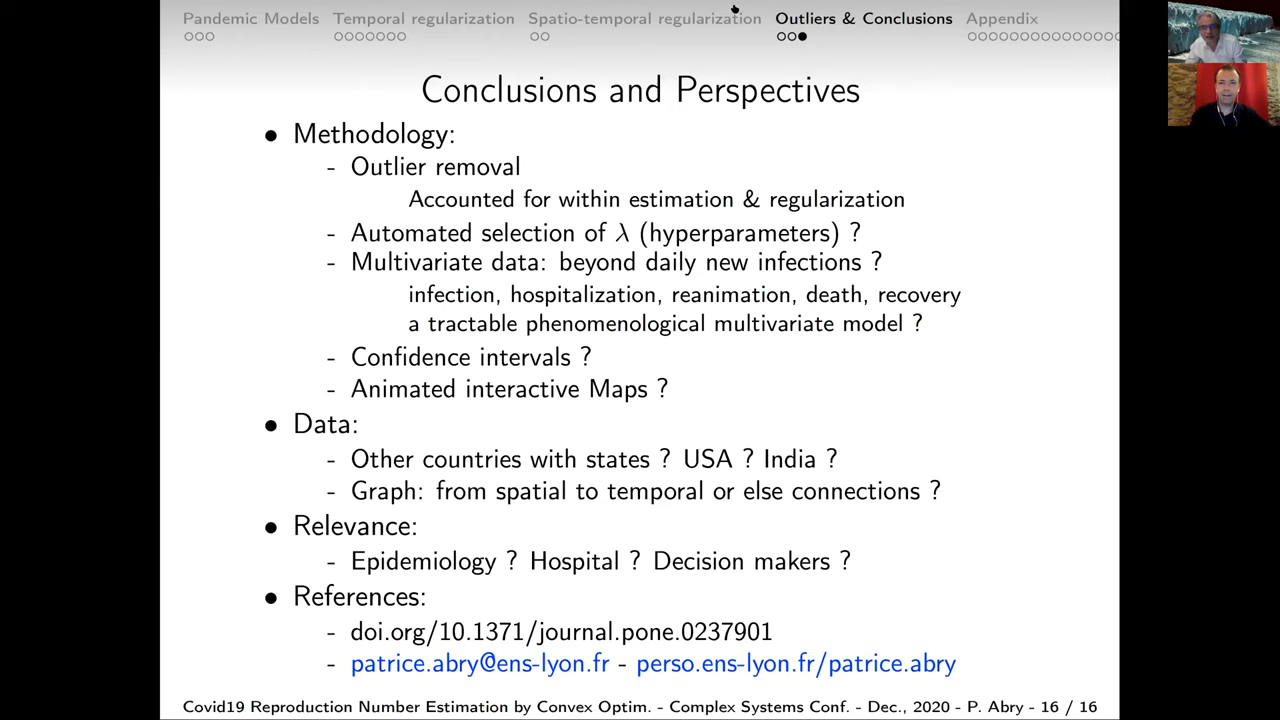 Pandemic Models Temporal regularization Spatio-temporal regularization Outliers & Conclusions Appendix
Conclusions and Perspectives
• Methodology:
- Outlier removal
Accounted for within estimation & regularization
- Automated selection of λ (hyperparameters) ?
- Multivariate data: beyond daily new infections ?
infection, hospitalization, reanimation, death, recovery
a tractable phenomenological multivariate model ?
- Confidence intervals ?
- Animated interactive Maps ?
• Data:
- Other countries with states ? USA ? India ?
- Graph: from spatial to temporal or else connections ?
• Relevance:
- Epidemiology ? Hospital ? Decision makers ?
• References:
- doi.org/10.1371/journal.pone.0237901
- patrice.abry@ens-lyon.fr - perso.ens-lyon.fr/patrice.abry
Covid19 Reproduction Number Estimation by Convex Optim. - Complex Systems Conf. - Dec., 2020 - P. Abry - 16 / 16